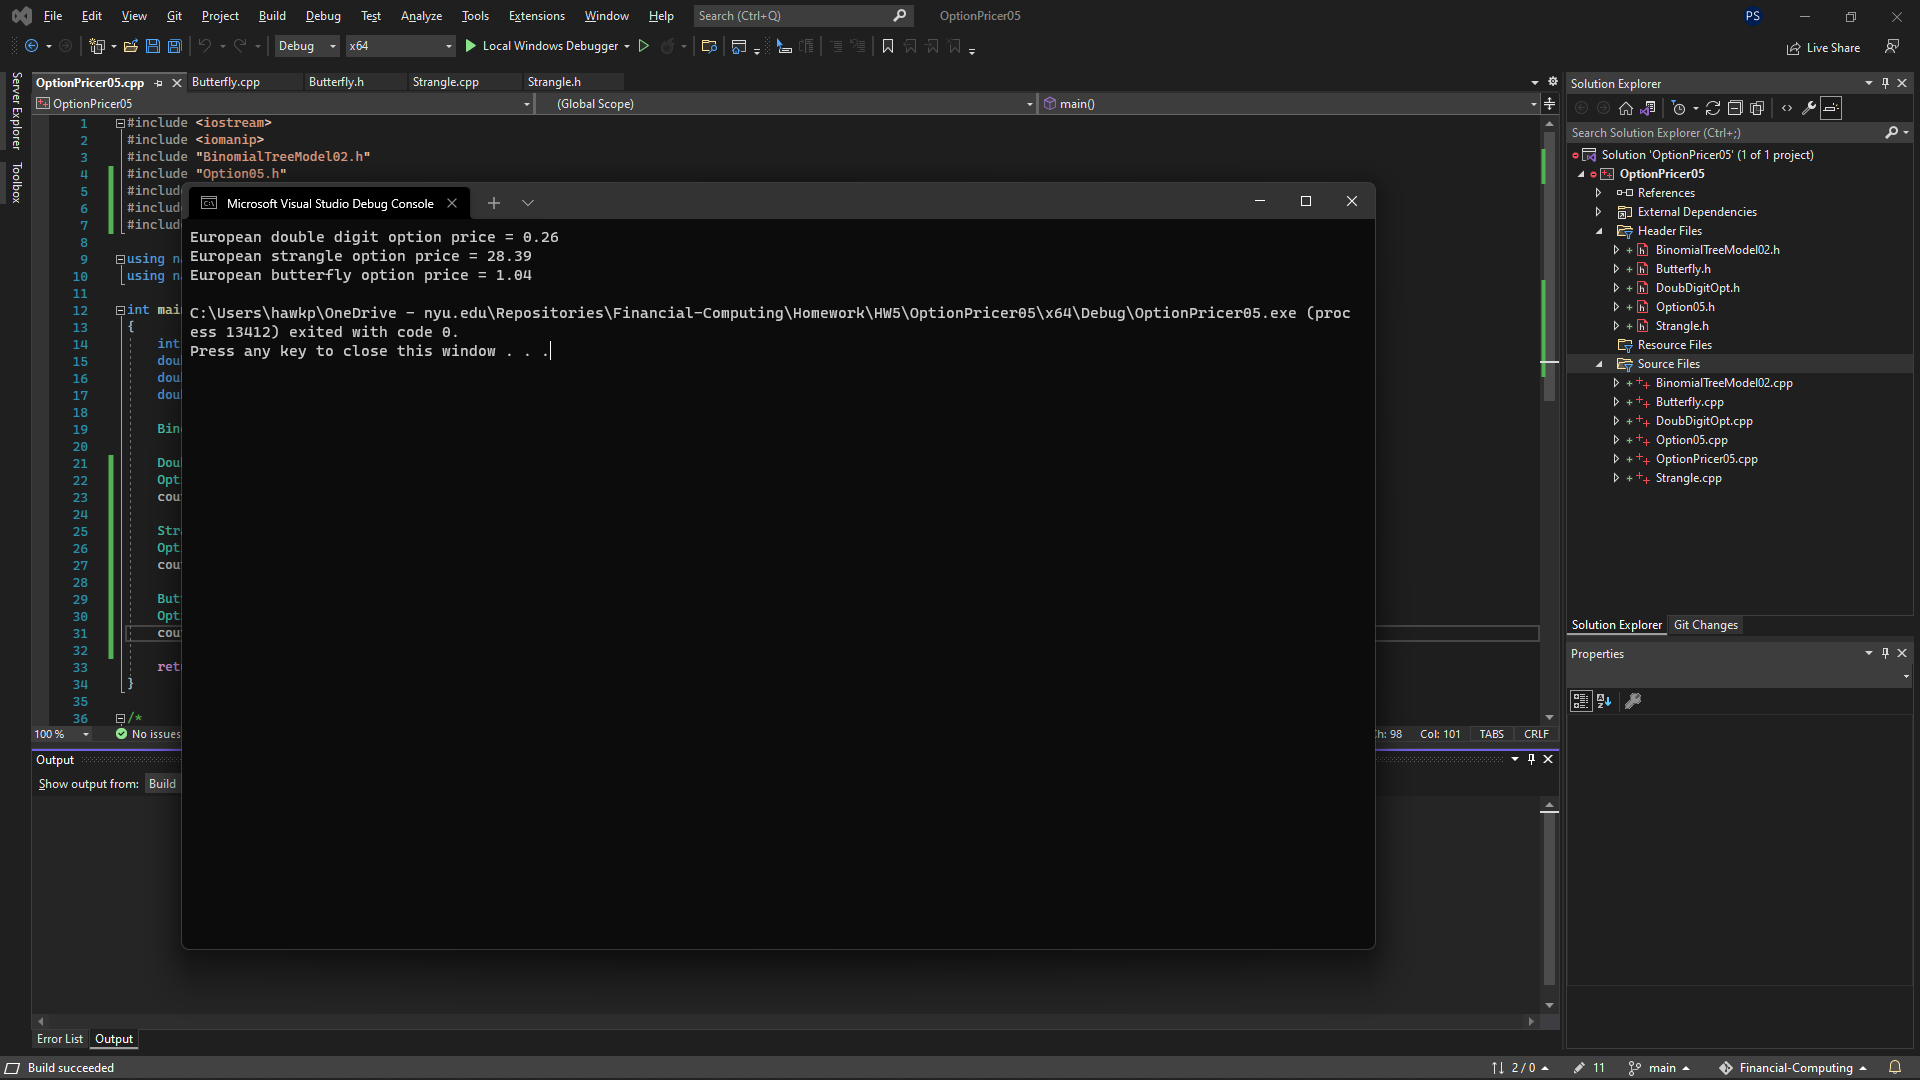 File Edit View Git Project Build Debug Test Analyze Tools Extensions Window Help Search (Ctrl+Q) OptionPricer05 PS
Debug x64 Local Windows Debugger Live Share
Server Explorer
Toolbox
OptionPricer05.cpp Butterfly.cpp Butterfly.h Strangle.cpp Strangle.h
OptionPricer05 (Global Scope) main()
1 #include <iostream>
2 #include <iomanip>
3 #include "BinomialTreeModel02.h"
4 #include "Option05.h"
5 #includ
6 #includ
7 #includ
8
9 using n
10 using n
11
12 int mai
13 {
14 int
15 dou
16 dou
17 dou
18
19 Bin
20
21 Dou
22 Opt
23 cou
24
25 Str
26 Opt
27 cou
28
29 But
30 Opt
31 cou
32
33 ret
34 }
35
36 /*
Microsoft Visual Studio Debug Console
European double digit option price = 0.26
European strangle option price = 28.39
European butterfly option price = 1.04
C:\Users\hawkp\OneDrive - nyu.edu\Repositories\Financial-Computing\Homework\HW5\OptionPricer05\x64\Debug\OptionPricer05.exe (proc
ess 13412) exited with code 0.
Press any key to close this window . . .
100 % No issues Ch: 98 Col: 101 TABS CRLF
Output
Show output from: Build
Error List Output
Solution Explorer
Search Solution Explorer (Ctrl+;)
Solution 'OptionPricer05' (1 of 1 project)
OptionPricer05
References
External Dependencies
Header Files
BinomialTreeModel02.h
Butterfly.h
DoubDigitOpt.h
Option05.h
Strangle.h
Resource Files
Source Files
BinomialTreeModel02.cpp
Butterfly.cpp
DoubDigitOpt.cpp
Option05.cpp
OptionPricer05.cpp
Strangle.cpp
Solution Explorer Git Changes
Properties
Build succeeded 2 / 0 11 main Financial-Computing